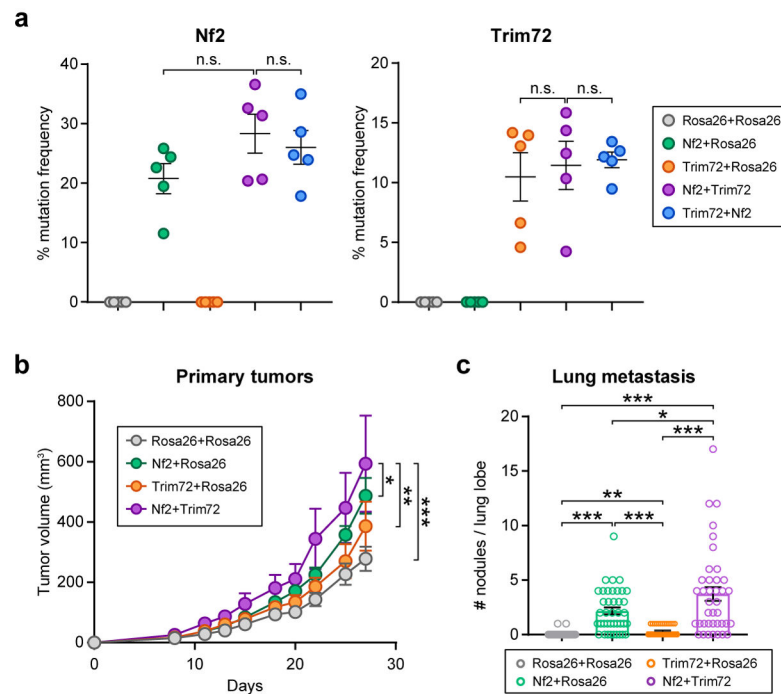 a
Nf2
Trim72
% mutation frequency
40
30
20
10
0
n.s.
n.s.
% mutation frequency
20
15
10
5
0
n.s.
n.s.
Rosa26+Rosa26
Nf2+Rosa26
Trim72+Rosa26
Nf2+Trim72
Trim72+Nf2
b
Primary tumors
Tumor volume (mm³)
800
600
400
200
0
Rosa26+Rosa26
Nf2+Rosa26
Trim72+Rosa26
Nf2+Trim72
*
**
***
0
10
20
30
Days
c
Lung metastasis
# nodules / lung lobe
20
15
10
5
0
***
*
***
**
***
***
Rosa26+Rosa26
Trim72+Rosa26
Nf2+Rosa26
Nf2+Trim72